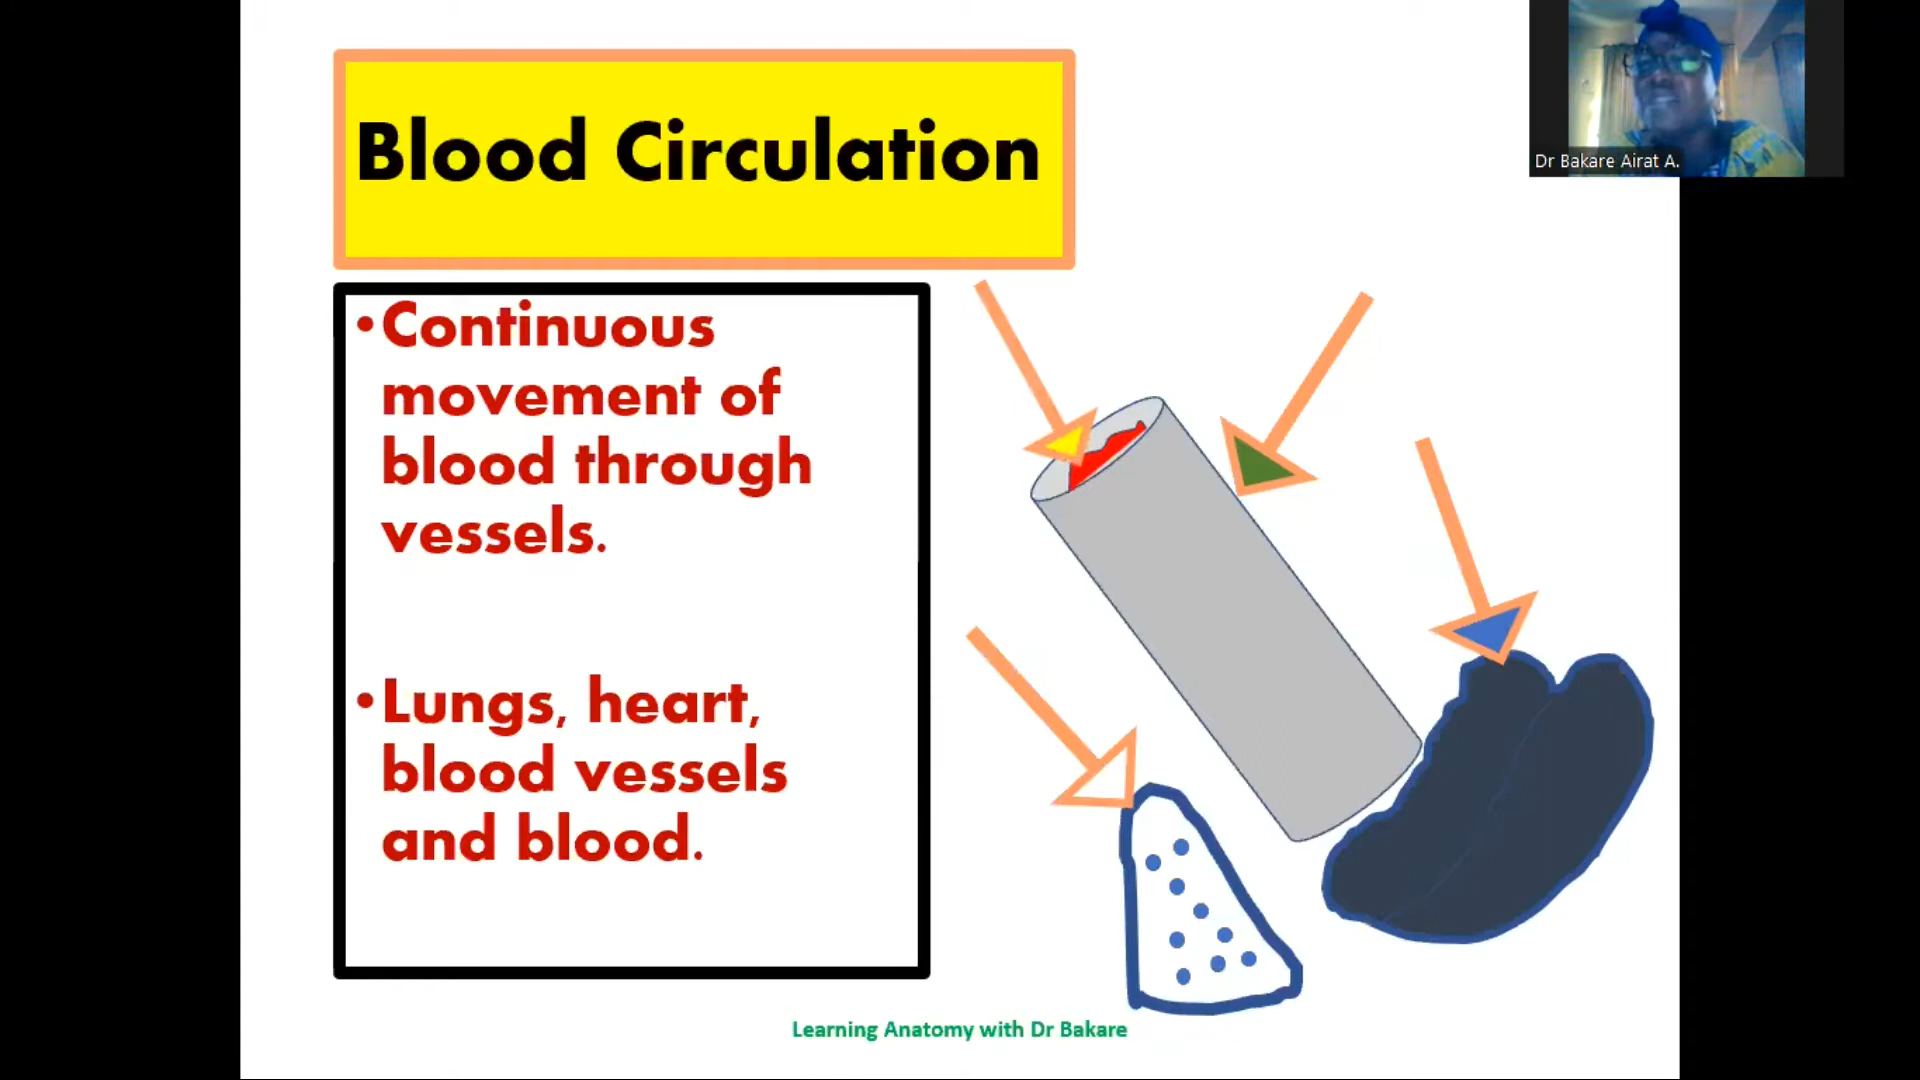 Blood Circulation
Dr Bakare Airat A.
•Continuous
movement of
blood through
vessels.
•Lungs, heart,
blood vessels
and blood.
Learning Anatomy with Dr Bakare